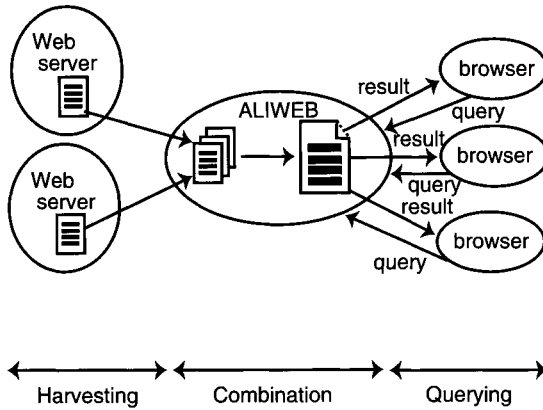 Web
server
ALIWEB
result
browser
query
result
browser
query
result
browser
query
Web
server
Harvesting
Combination
Querying